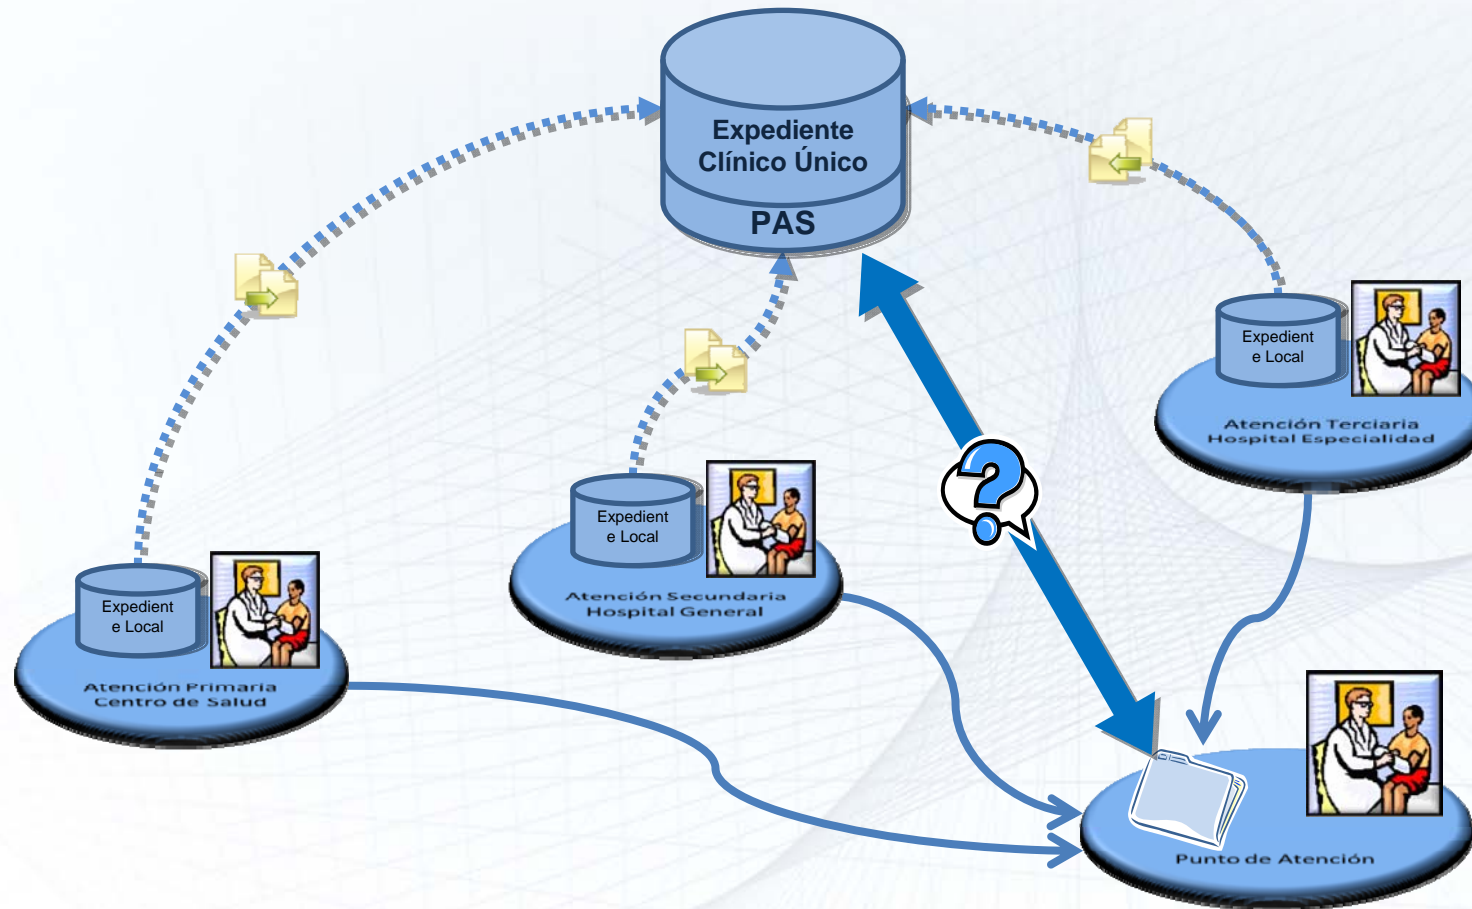 Expediente
Clínico Único
PAS
Expedient
e Local
Atención Terciaria
Hospital Especialidad
Expedient
e Local
Atención Secundaria
Hospital General
Expedient
e Local
Atención Primaria
Centro de Salud
?
Punto de Atención